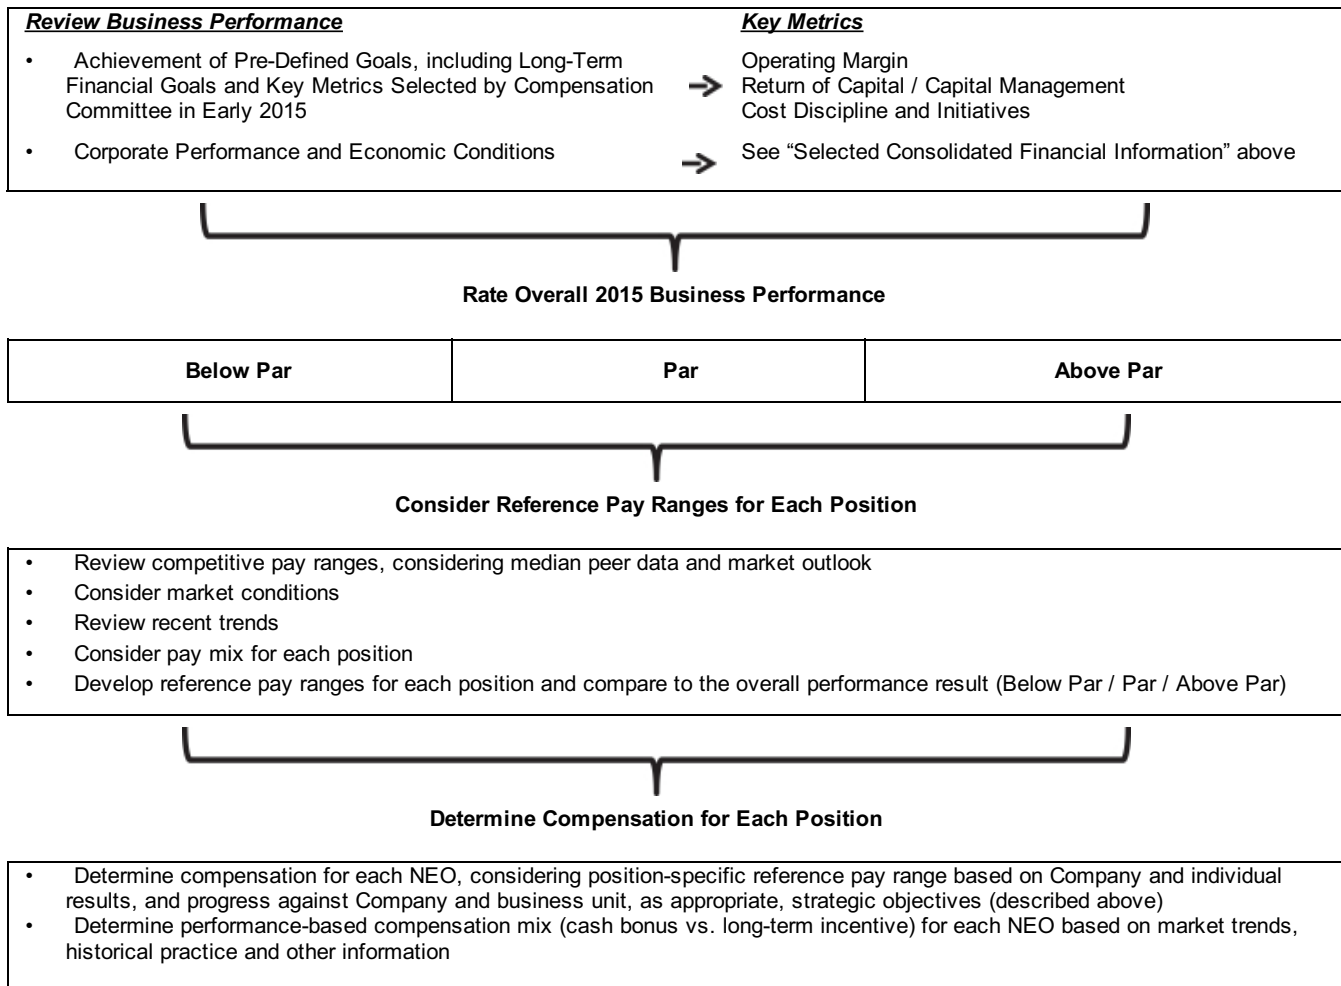 Review Business Performance
Key Metrics
• Achievement of Pre-Defined Goals, including Long-Term
Financial Goals and Key Metrics Selected by Compensation
Committee in Early 2015
Operating Margin
Return of Capital / Capital Management
Cost Discipline and Initiatives
• Corporate Performance and Economic Conditions
See “Selected Consolidated Financial Information” above
Rate Overall 2015 Business Performance
Below Par
Par
Above Par
Consider Reference Pay Ranges for Each Position
• Review competitive pay ranges, considering median peer data and market outlook
• Consider market conditions
• Review recent trends
• Consider pay mix for each position
• Develop reference pay ranges for each position and compare to the overall performance result (Below Par / Par / Above Par)
Determine Compensation for Each Position
• Determine compensation for each NEO, considering position-specific reference pay range based on Company and individual
results, and progress against Company and business unit, as appropriate, strategic objectives (described above)
• Determine performance-based compensation mix (cash bonus vs. long-term incentive) for each NEO based on market trends,
historical practice and other information